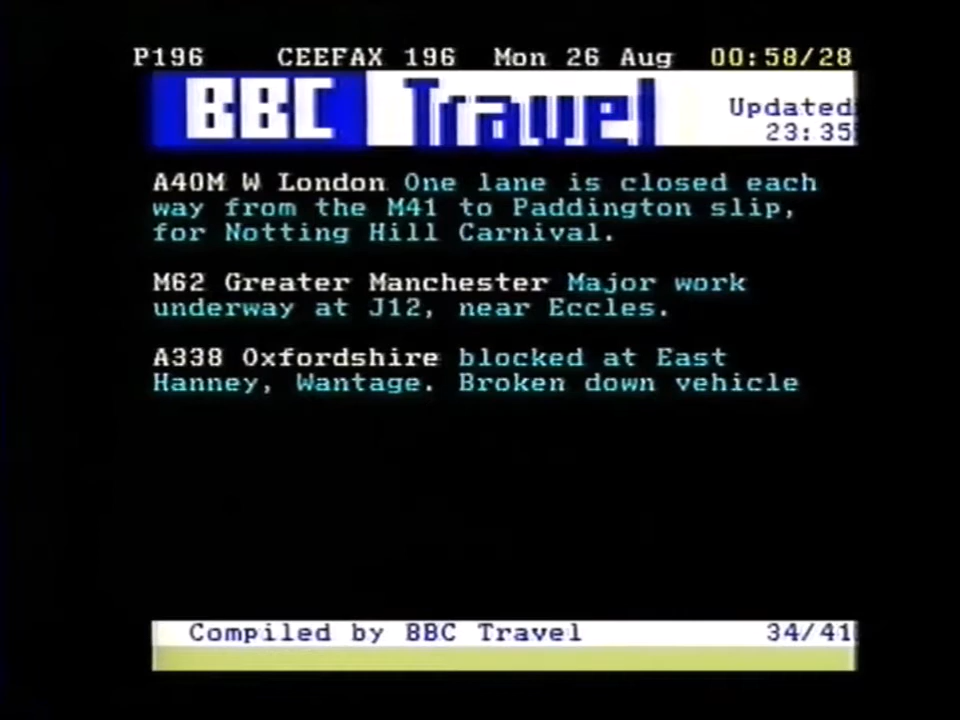 P196 CEEFAX 196 Mon 26 Aug 00:58/28
BBC Travel Updated
23:35
A40M W London One lane is closed each
way from the M41 to Paddington slip,
for Notting Hill Carnival.
M62 Greater Manchester Major work
underway at J12, near Eccles.
A338 Oxfordshire blocked at East
Hanney, Wantage. Broken down vehicle
Compiled by BBC Travel 34/41